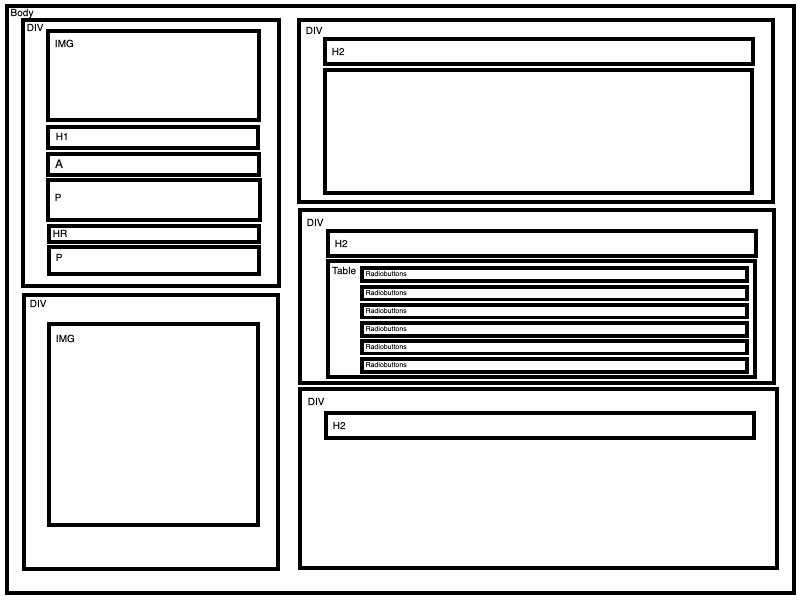 Body
DIV
IMG
H1
A
P
HR
P
DIV
IMG
DIV
H2
DIV
H2
Table
Radiobuttons
Radiobuttons
Radiobuttons
Radiobuttons
Radiobuttons
Radiobuttons
DIV
H2